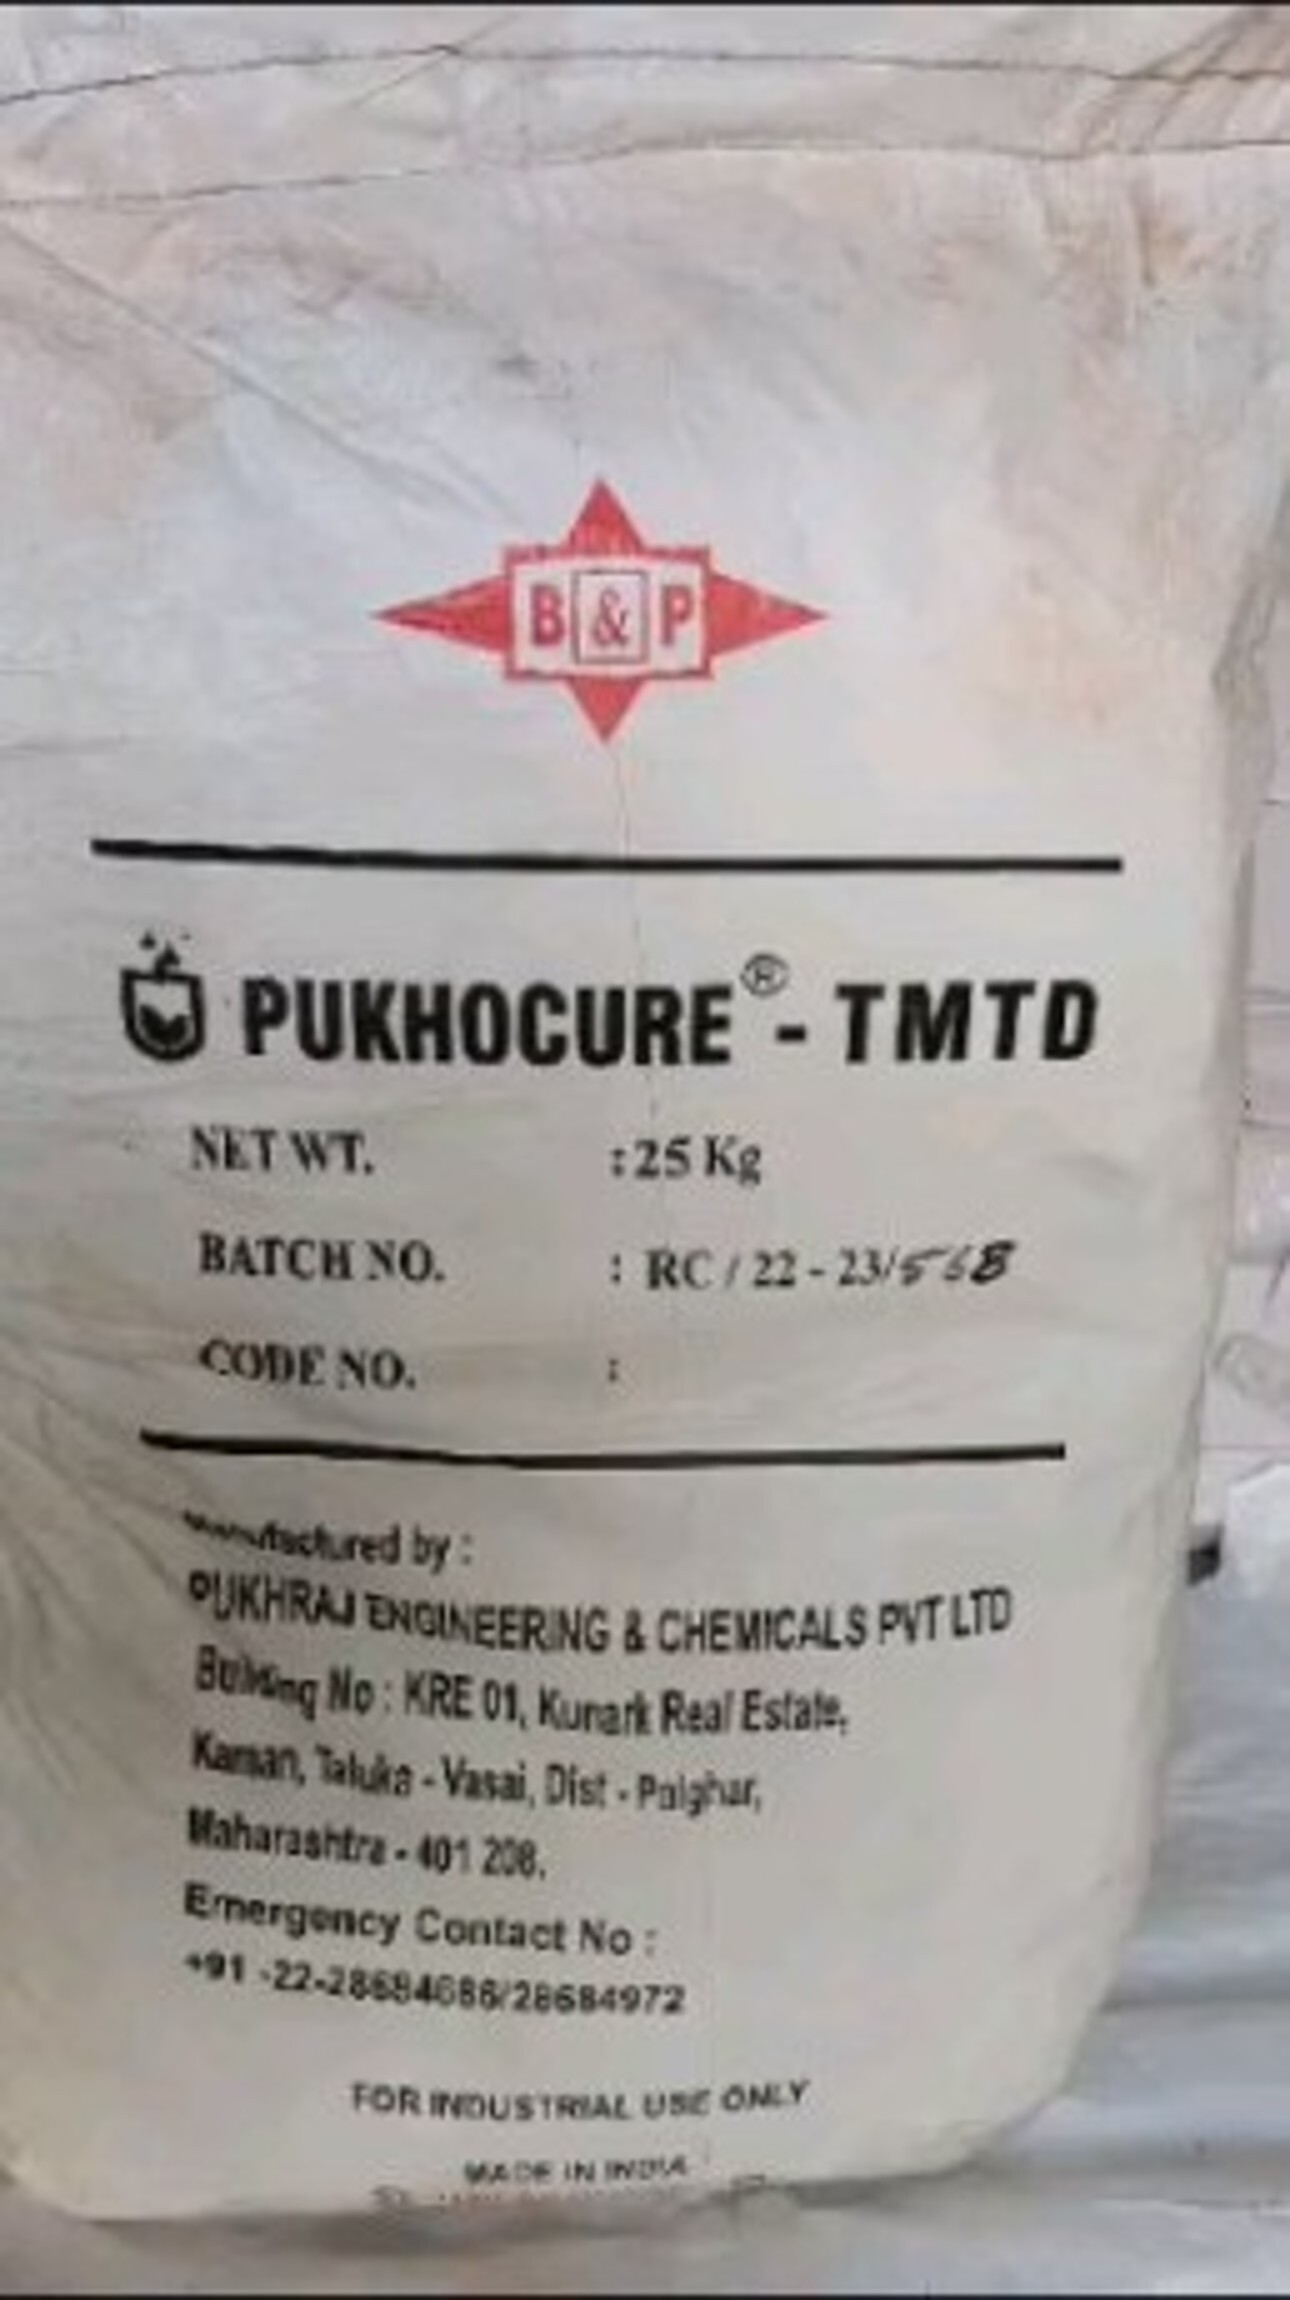 B & P
PUKHOCURE® - TMTD
NET WT. : 25 Kg
BATCH NO. : RC / 22 - 23/568
CODE NO. :
Manufactured by :
PUKHRAJ ENGINEERING & CHEMICALS PVT LTD
Building No : KRE 01, Kunark Real Estate,
Kaman, Taluka - Vasai, Dist - Palghar,
Maharashtra - 401 208.
Emergency Contact No :
+91 -22-28684686/28684972
FOR INDUSTRIAL USE ONLY
MADE IN INDIA